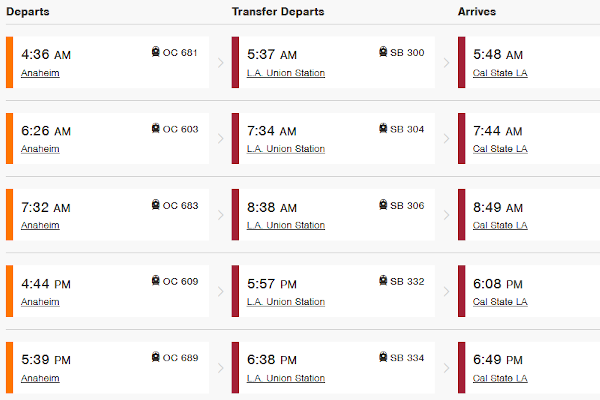 Departs Transfer Departs Arrives
4:36 AM OC 681 5:37 AM SB 300 5:48 AM
Anaheim L.A. Union Station Cal State LA
6:26 AM OC 603 7:34 AM SB 304 7:44 AM
Anaheim L.A. Union Station Cal State LA
7:32 AM OC 683 8:38 AM SB 306 8:49 AM
Anaheim L.A. Union Station Cal State LA
4:44 PM OC 609 5:57 PM SB 332 6:08 PM
Anaheim L.A. Union Station Cal State LA
5:39 PM OC 689 6:38 PM SB 334 6:49 PM
Anaheim L.A. Union Station Cal State LA